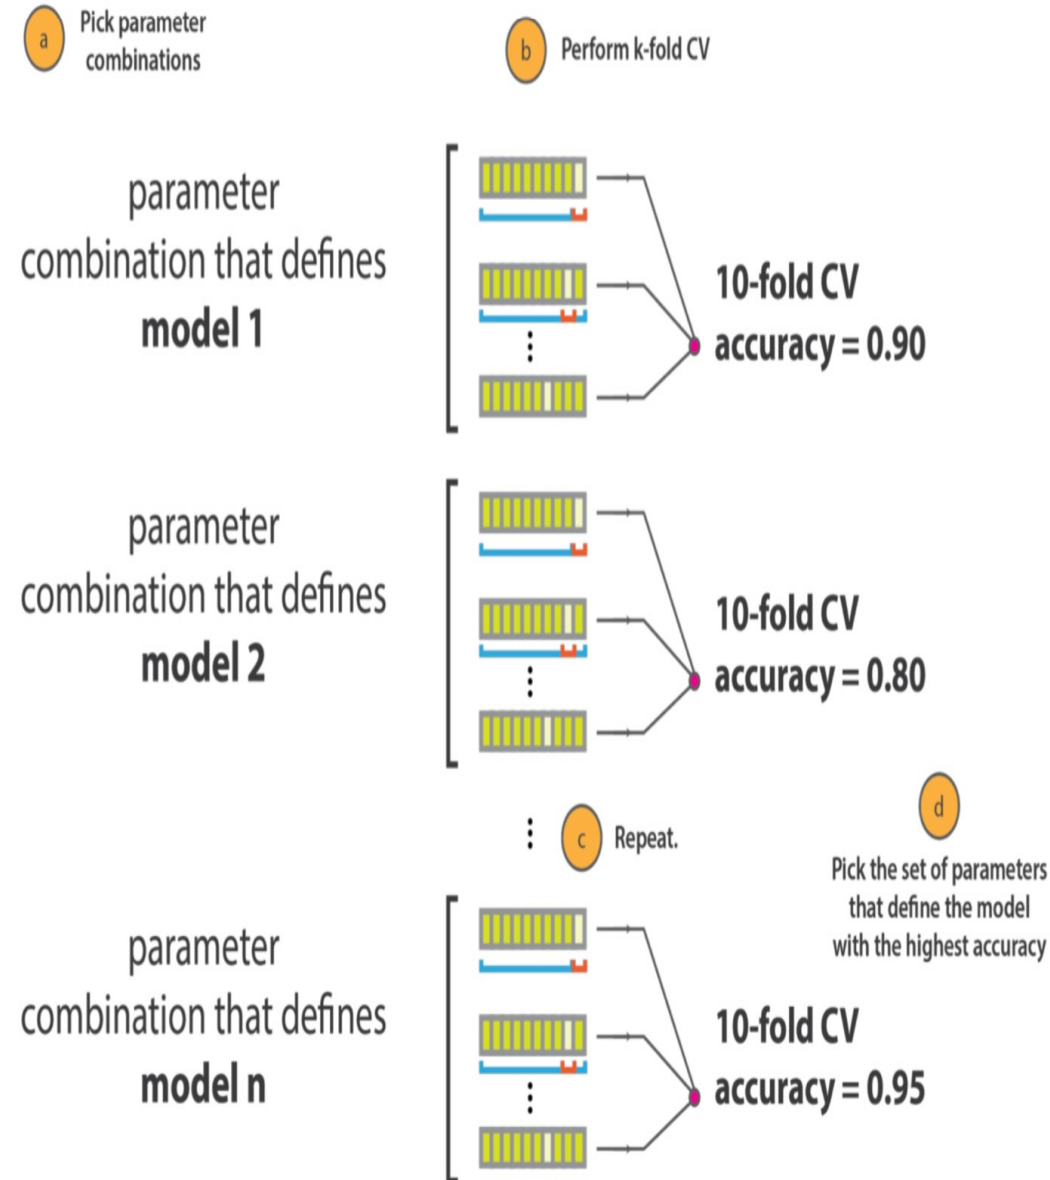 a
Pick parameter
combinations
b
Perform k-fold CV
parameter
combination that defines
model 1
10-fold CV
accuracy = 0.90
parameter
combination that defines
model 2
10-fold CV
accuracy = 0.80
c
Repeat.
d
Pick the set of parameters
that define the model
with the highest accuracy
parameter
combination that defines
model n
10-fold CV
accuracy = 0.95